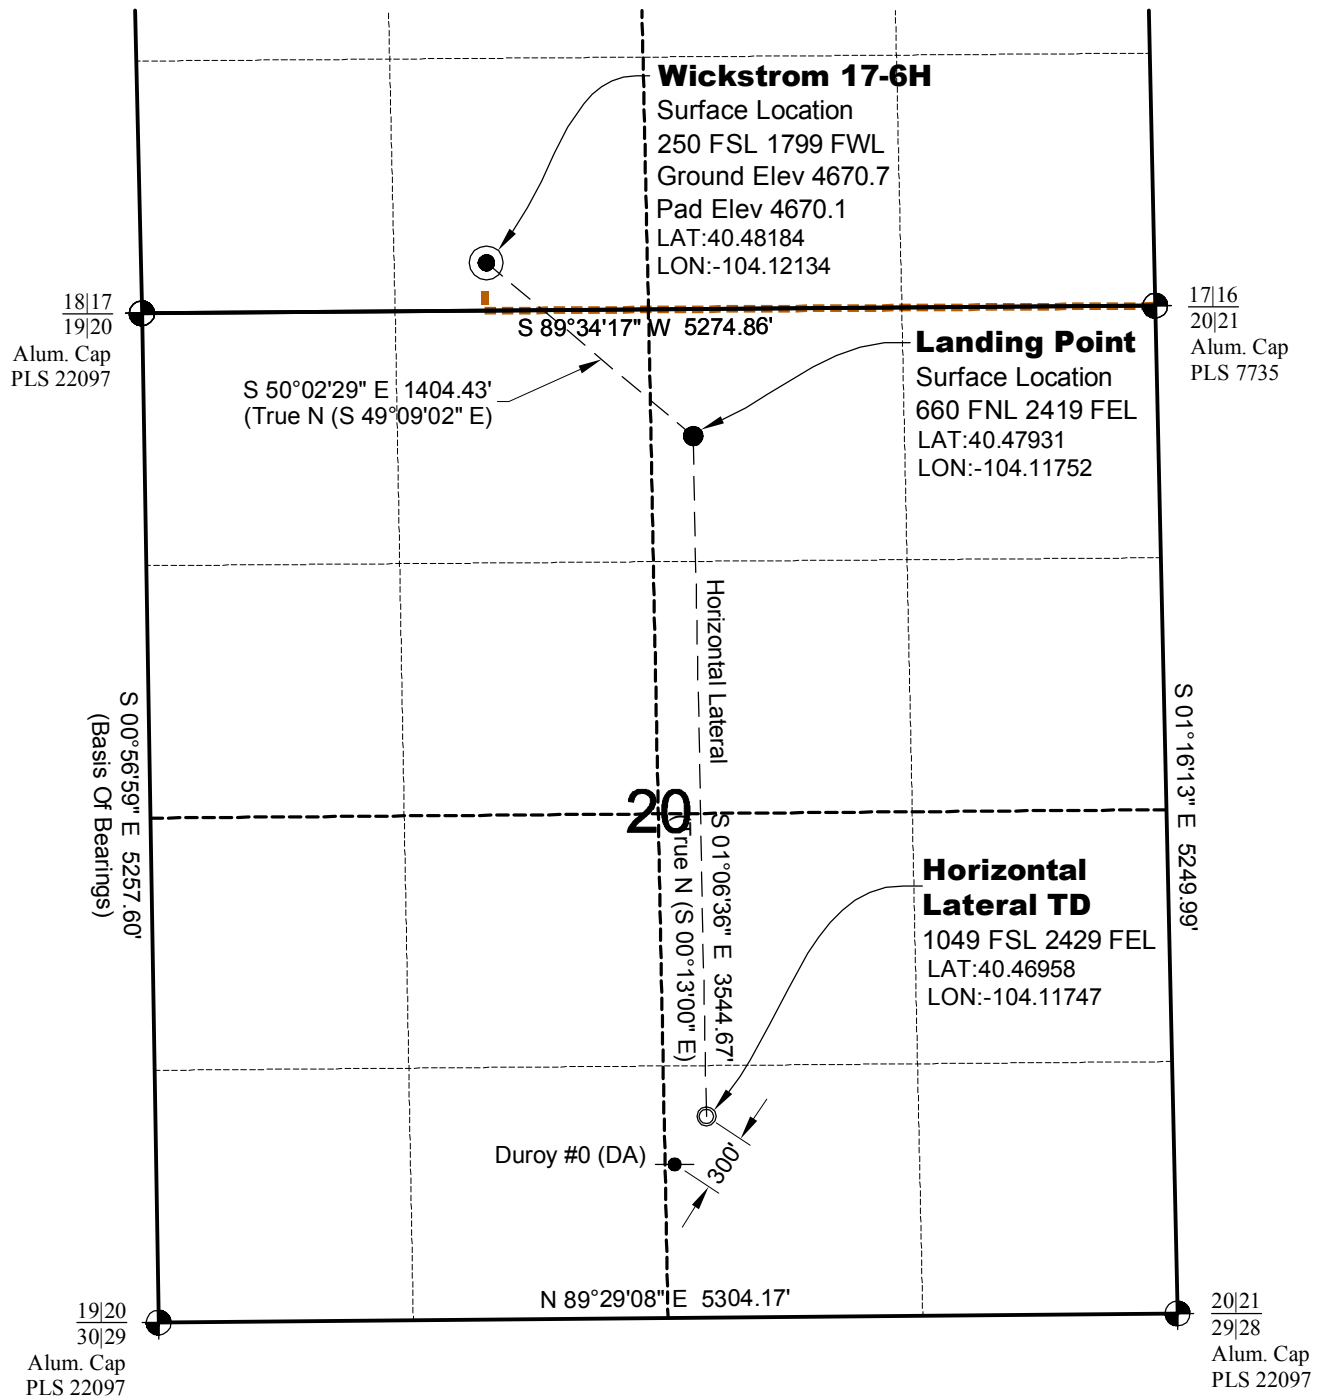 Wickstrom 17-6H
Surface Location
250 FSL 1799 FWL
Ground Elev 4670.7
Pad Elev 4670.1
LAT:40.48184
LON:-104.12134
18|17
19|20
Alum. Cap
PLS 22097
17|16
20|21
Alum. Cap
PLS 7735
S 89°34'17" W 5274.86'
Landing Point
Surface Location
660 FNL 2419 FEL
LAT:40.47931
LON:-104.11752
S 50°02'29" E 1404.43'
(True N (S 49°09'02" E)
Horizontal Lateral
S 00°56'59" E 5257.60'
(Basis Of Bearings)
S 01°16'13" E 5249.99'
20
S 01°06'36" E 3544.67'
(True N (S 00°13'00" E)
Horizontal
Lateral TD
1049 FSL 2429 FEL
LAT:40.46958
LON:-104.11747
Duroy #0 (DA)
300'
N 89°29'08" E 5304.17'
19|20
30|29
Alum. Cap
PLS 22097
20|21
29|28
Alum. Cap
PLS 22097